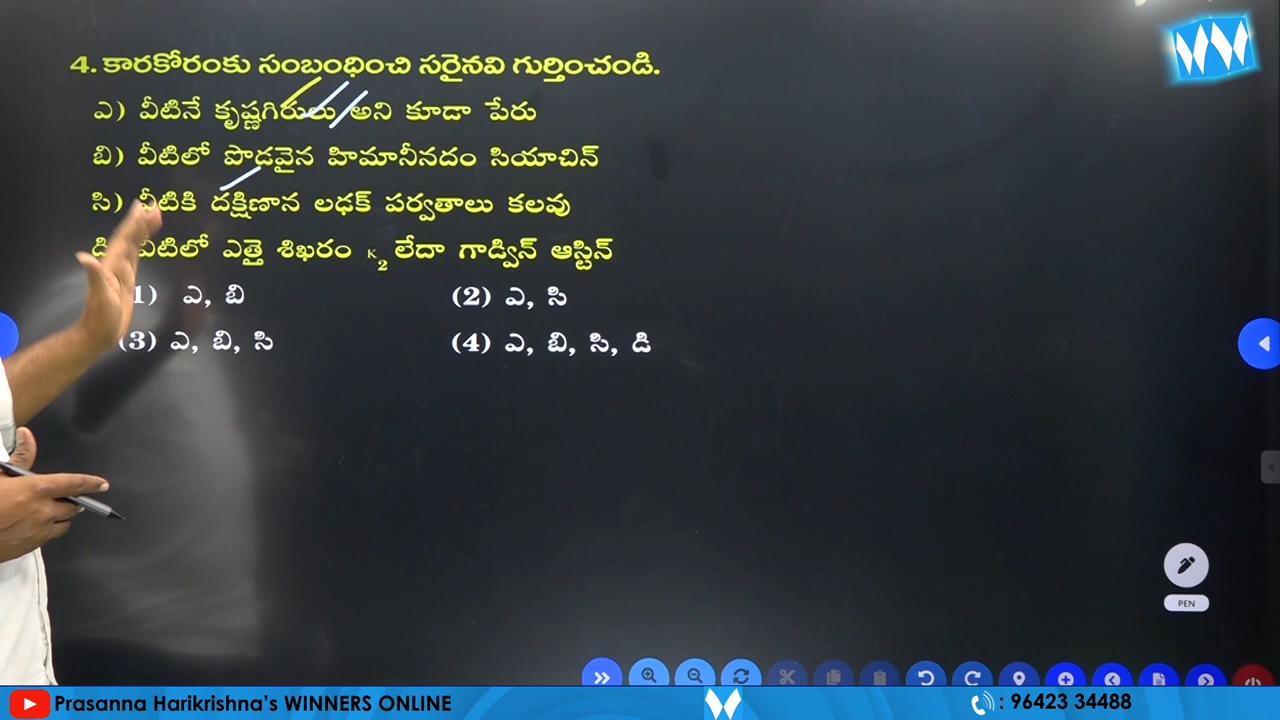 4. కారకోరంకు సంబంధించి సరైనవి గుర్తించండి.
ఎ) వీటినే కృష్ణగిరులు అని కూడా పేరు
బి) వీటిలో పొడవైన హిమానీనదం సియాచిన్
సి) వీటికి దక్షిణాన లఢక్ పర్వతాలు కలవు
డి వీటిలో ఎత్తై శిఖరం K2 లేదా గాడ్విన్ ఆస్టిన్
1) ఎ, బి (2) ఎ, సి
(3) ఎ, బి, సి (4) ఎ, బి, సి, డి
PEN
Prasanna Harikrishna's WINNERS ONLINE : 96423 34488